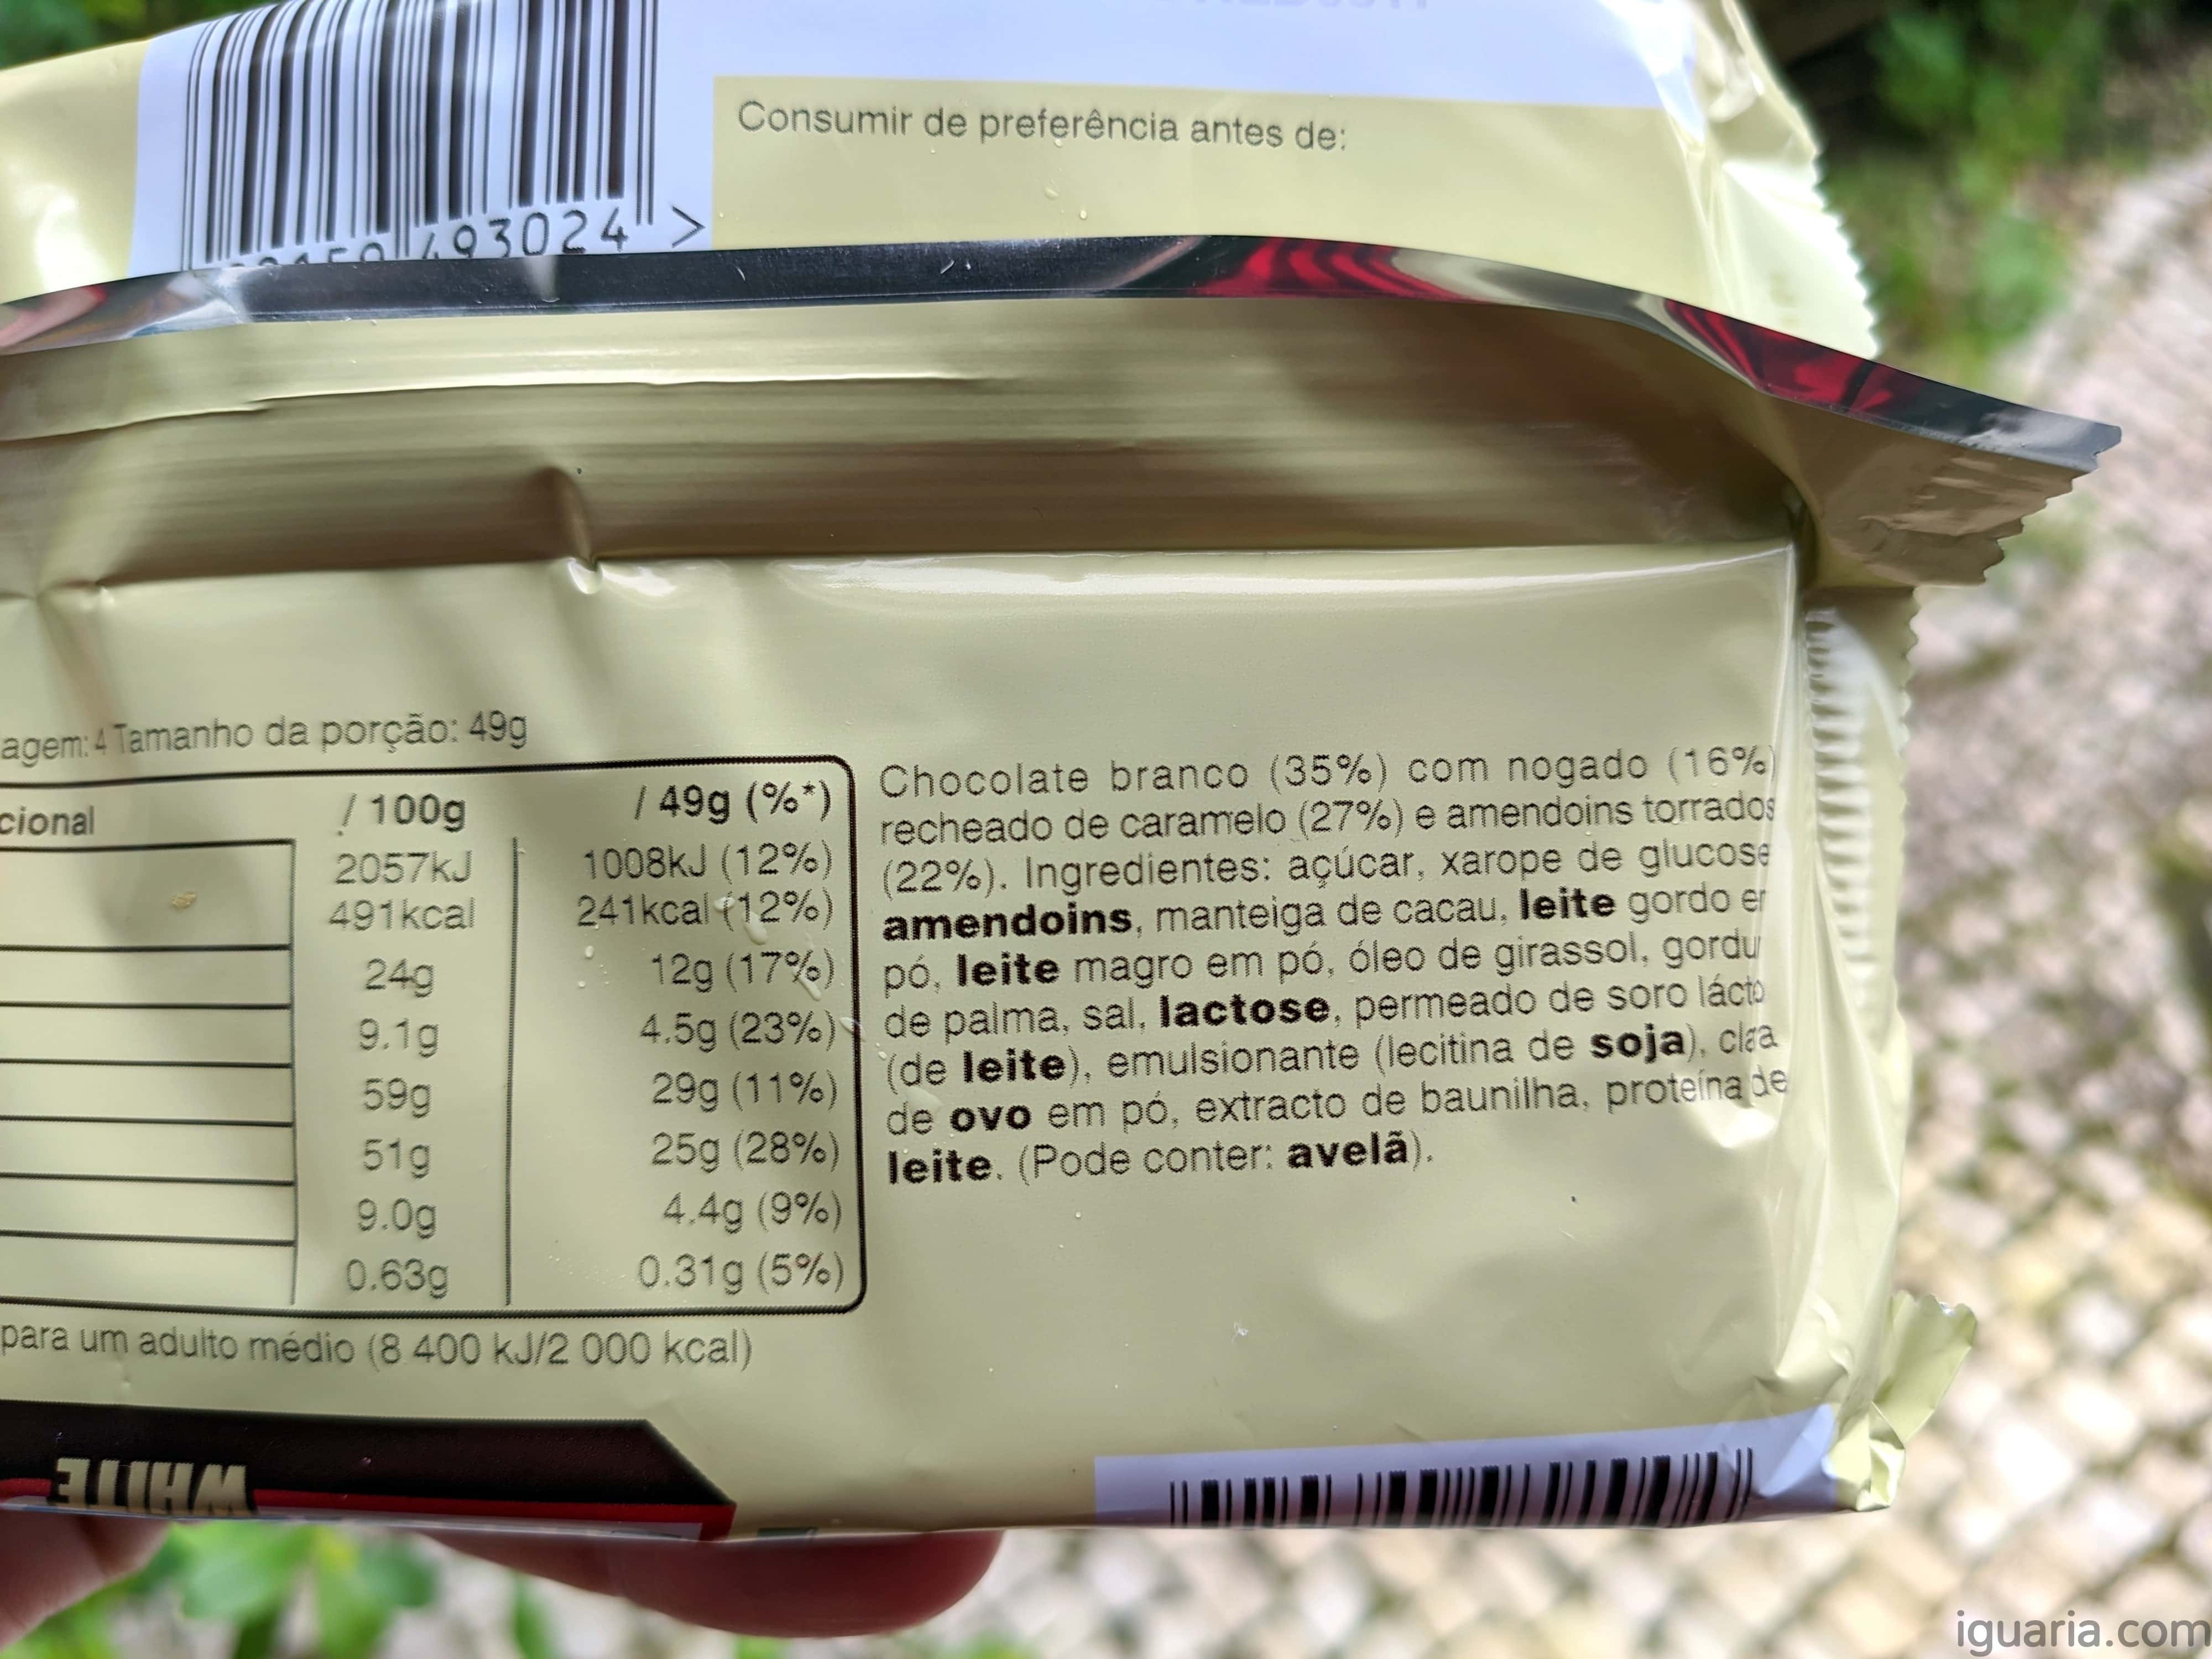 Consumir de preferência antes de:
493024 >
agem: 4 Tamanho da porção: 49g
cional / 100g / 49g (%*)
2057kJ 1008kJ (12%)
491kcal 241kcal (12%)
24g 12g (17%)
9.1g 4.5g (23%)
59g 29g (11%)
51g 25g (28%)
9.0g 4.4g (9%)
0.63g 0.31g (5%)
para um adulto médio (8 400 kJ/2 000 kcal)
Chocolate branco (35%) com nogado (16%)
recheado de caramelo (27%) e amendoins torrados
(22%). Ingredientes: açúcar, xarope de glucose
amendoins, manteiga de cacau, leite gordo em
pó, leite magro em pó, óleo de girassol, gordu
de palma, sal, lactose, permeado de soro lácto
(de leite), emulsionante (lecitina de soja),
de ovo em pó, extracto de baunilha, proteína de
leite. (Pode conter: avelã).
WHITE
iguaria.com